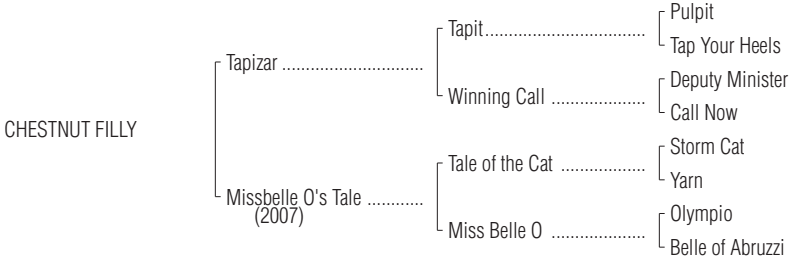 Pulpit
Tapit..................................
Tap Your Heels
Tapizar ..............................
Deputy Minister
Winning Call ....................
Call Now
CHESTNUT FILLY
Storm Cat
Tale of the Cat ..................
Yarn
Missbelle O's Tale ............
(2007)
Olympio
Miss Belle O ....................
Belle of Abruzzi